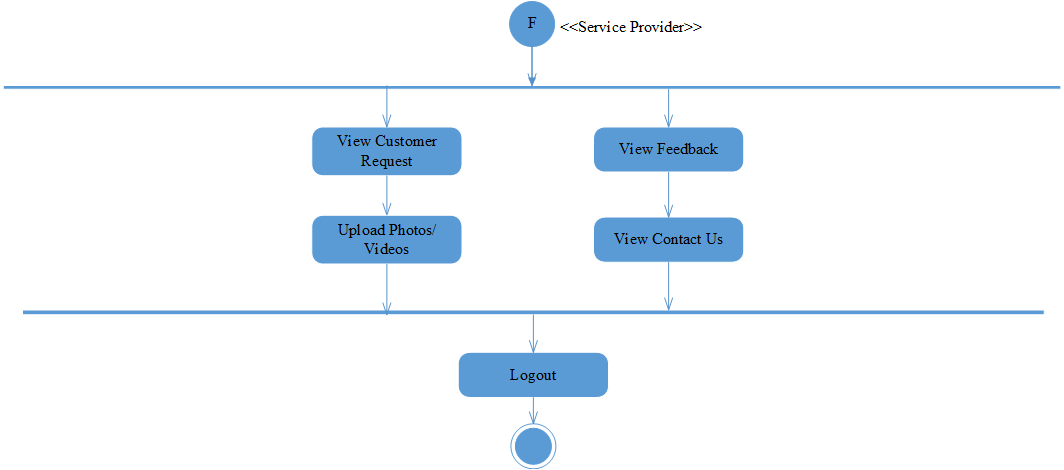 F
<<Service Provider>>
View Customer
Request
View Feedback
Upload Photos/
Videos
View Contact Us
Logout